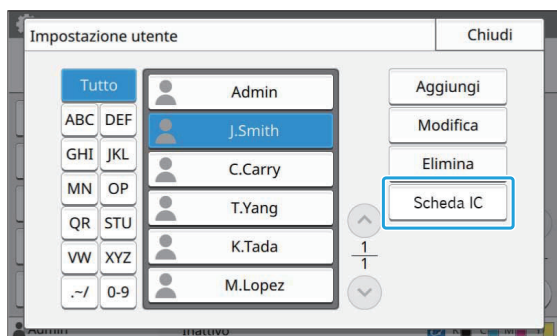 Impostazione utente
Chiudi
Tutto
ABC DEF
GHI JKL
MN OP
QR STU
VW XYZ
.~/ 0-9
Admin
J.Smith
C.Carry
T.Yang
K.Tada
M.Lopez
1
1
Aggiungi
Modifica
Elimina
Scheda IC
Admin
Inattivo
K C M Y